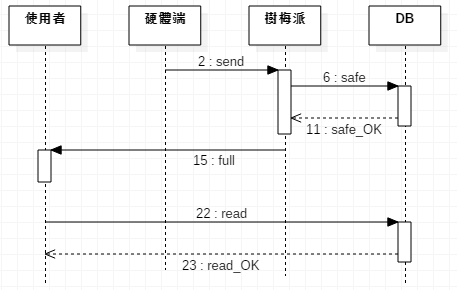 使用者 硬體端 樹梅派 DB
2 : send
6 : safe
11 : safe_OK
15 : full
22 : read
23 : read_OK